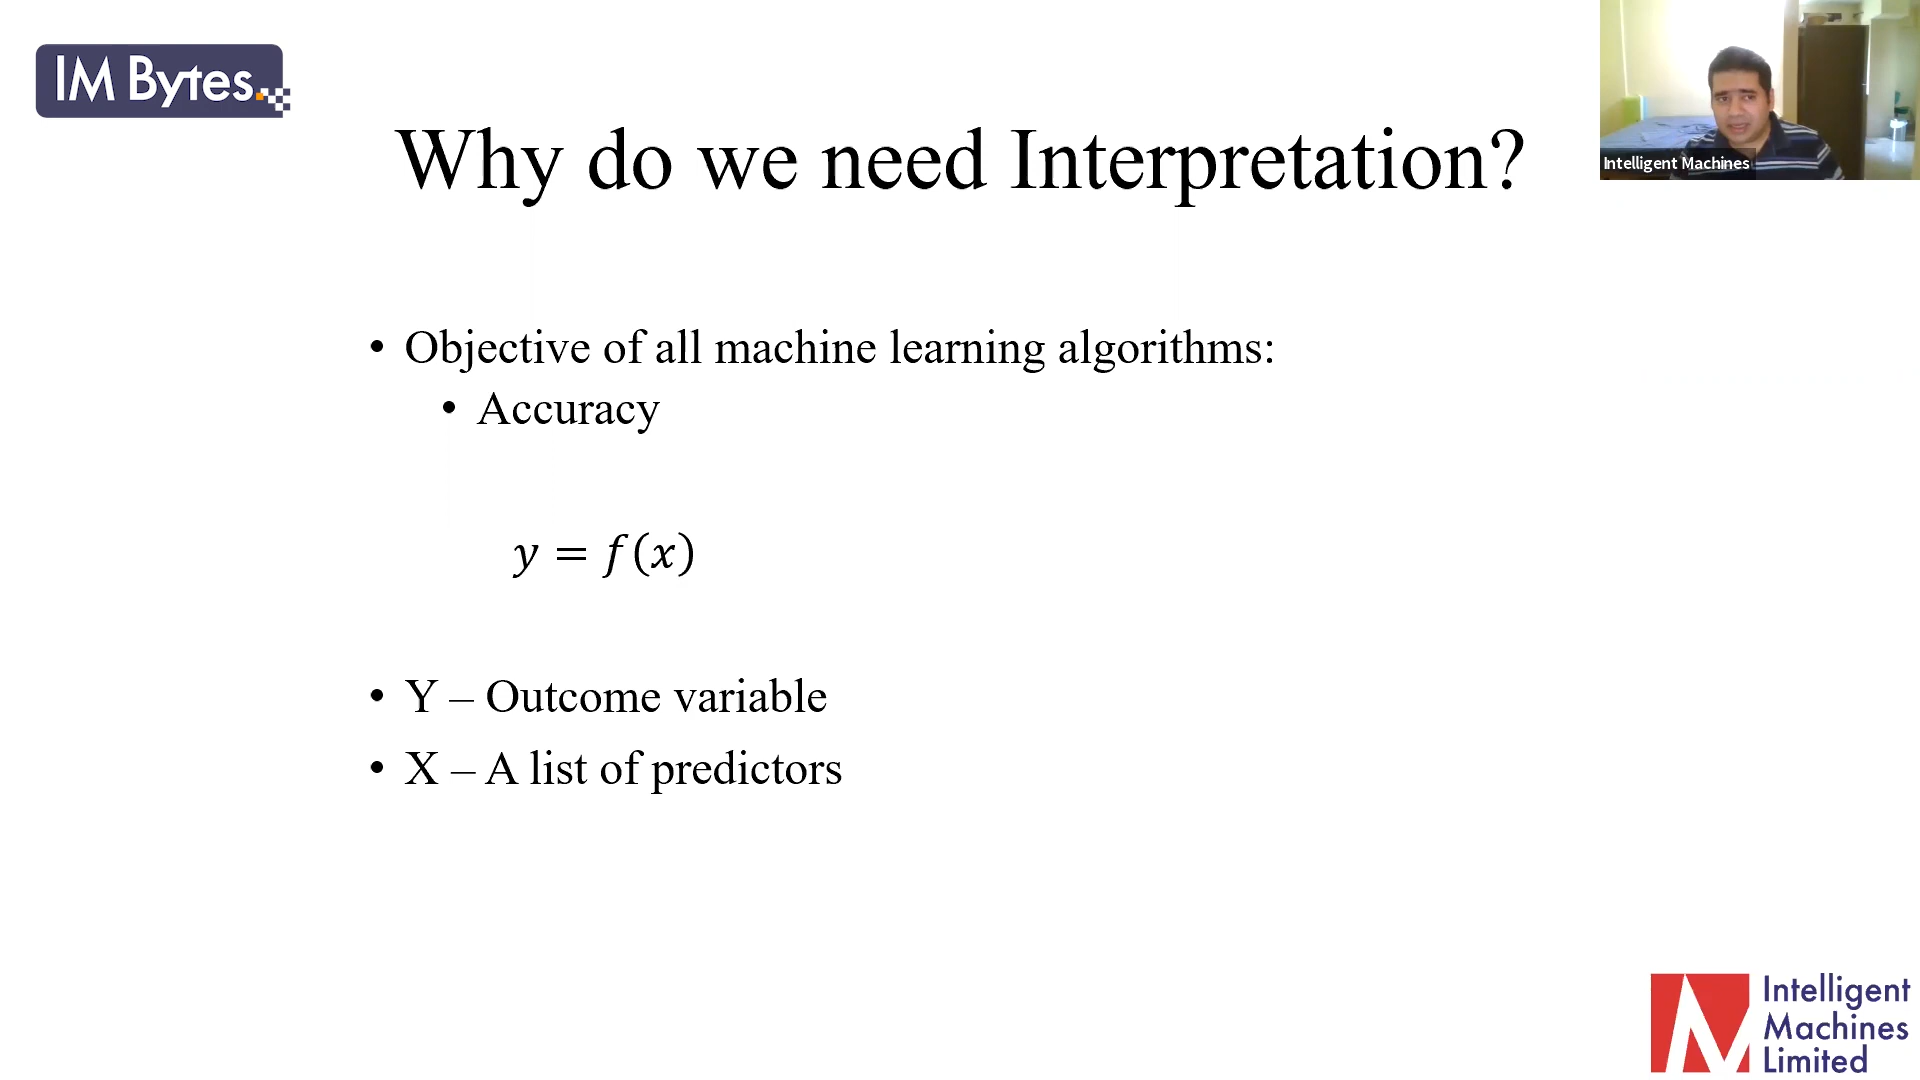 IM Bytes
Intelligent Machines
Why do we need Interpretation?
• Objective of all machine learning algorithms:
• Accuracy
y = f(x)
• Y – Outcome variable
• X – A list of predictors
Intelligent
Machines
Limited